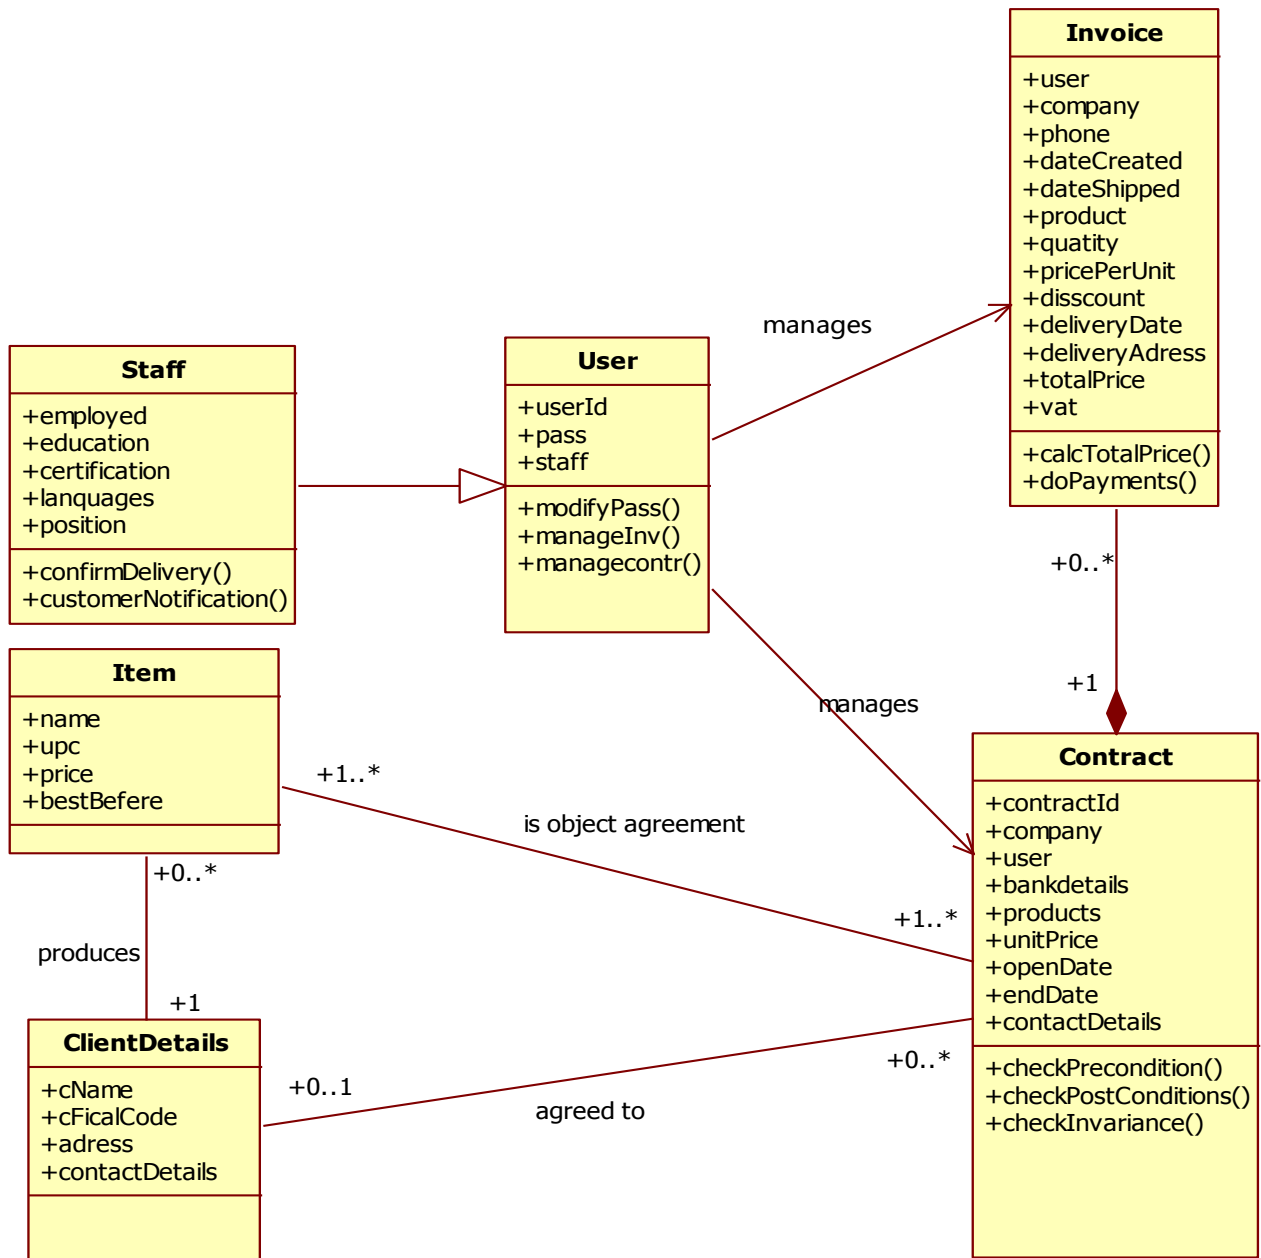 Invoice
+user
+company
+phone
+dateCreated
+dateShipped
+product
+quatity
+pricePerUnit
+disscount
+deliveryDate
+deliveryAdress
+totalPrice
+vat
+calcTotalPrice()
+doPayments()
manages
Staff
+employed
+education
+certification
+lanquages
+position
+confirmDelivery()
+customerNotification()
User
+userId
+pass
+staff
+modifyPass()
+manageInv()
+managecontr()
+0..*
+1
manages
Item
+name
+upc
+price
+bestBefere
+1..*
is object agreement
+1..*
+0..*
produces
+1
ClientDetails
+cName
+cFicalCode
+adress
+contactDetails
+0..1
agreed to
+0..*
Contract
+contractId
+company
+user
+bankdetails
+products
+unitPrice
+openDate
+endDate
+contactDetails
+checkPrecondition()
+checkPostConditions()
+checkInvariance()